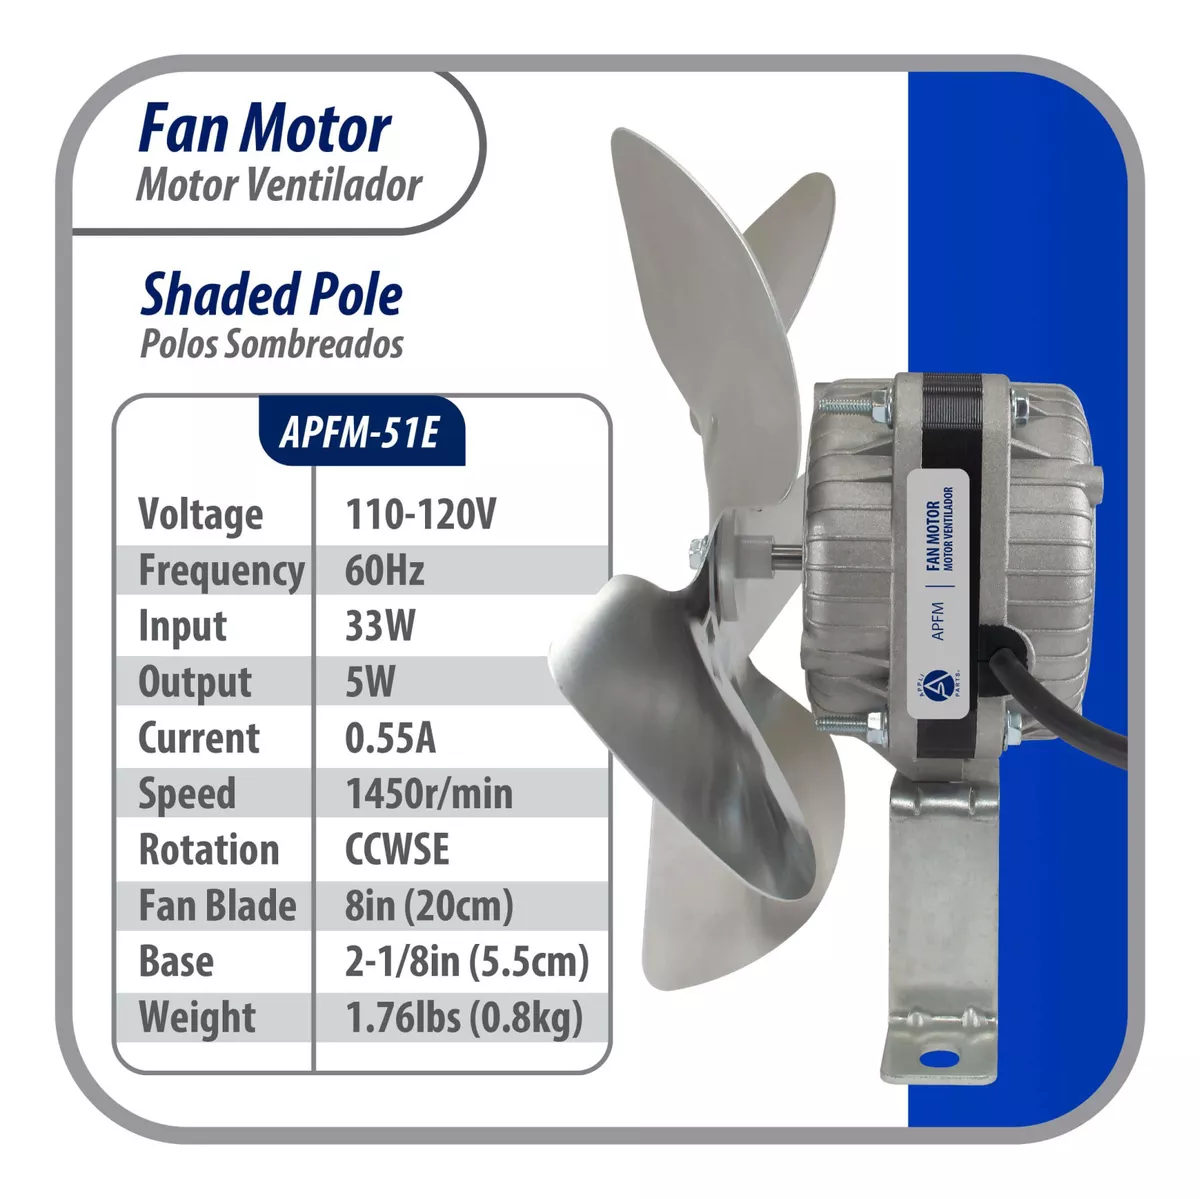 Fan Motor
Motor Ventilador
Shaded Pole
Polos Sombreados
APFM-51E
Voltage 110-120V
Frequency 60Hz
Input 33W
Output 5W
Current 0.55A
Speed 1450r/min
Rotation CCWSE
Fan Blade 8in (20cm)
Base 2-1/8in (5.5cm)
Weight 1.76lbs (0.8kg)
APFM
FAN MOTOR
MOTOR VENTILADOR
APPLI PARTS